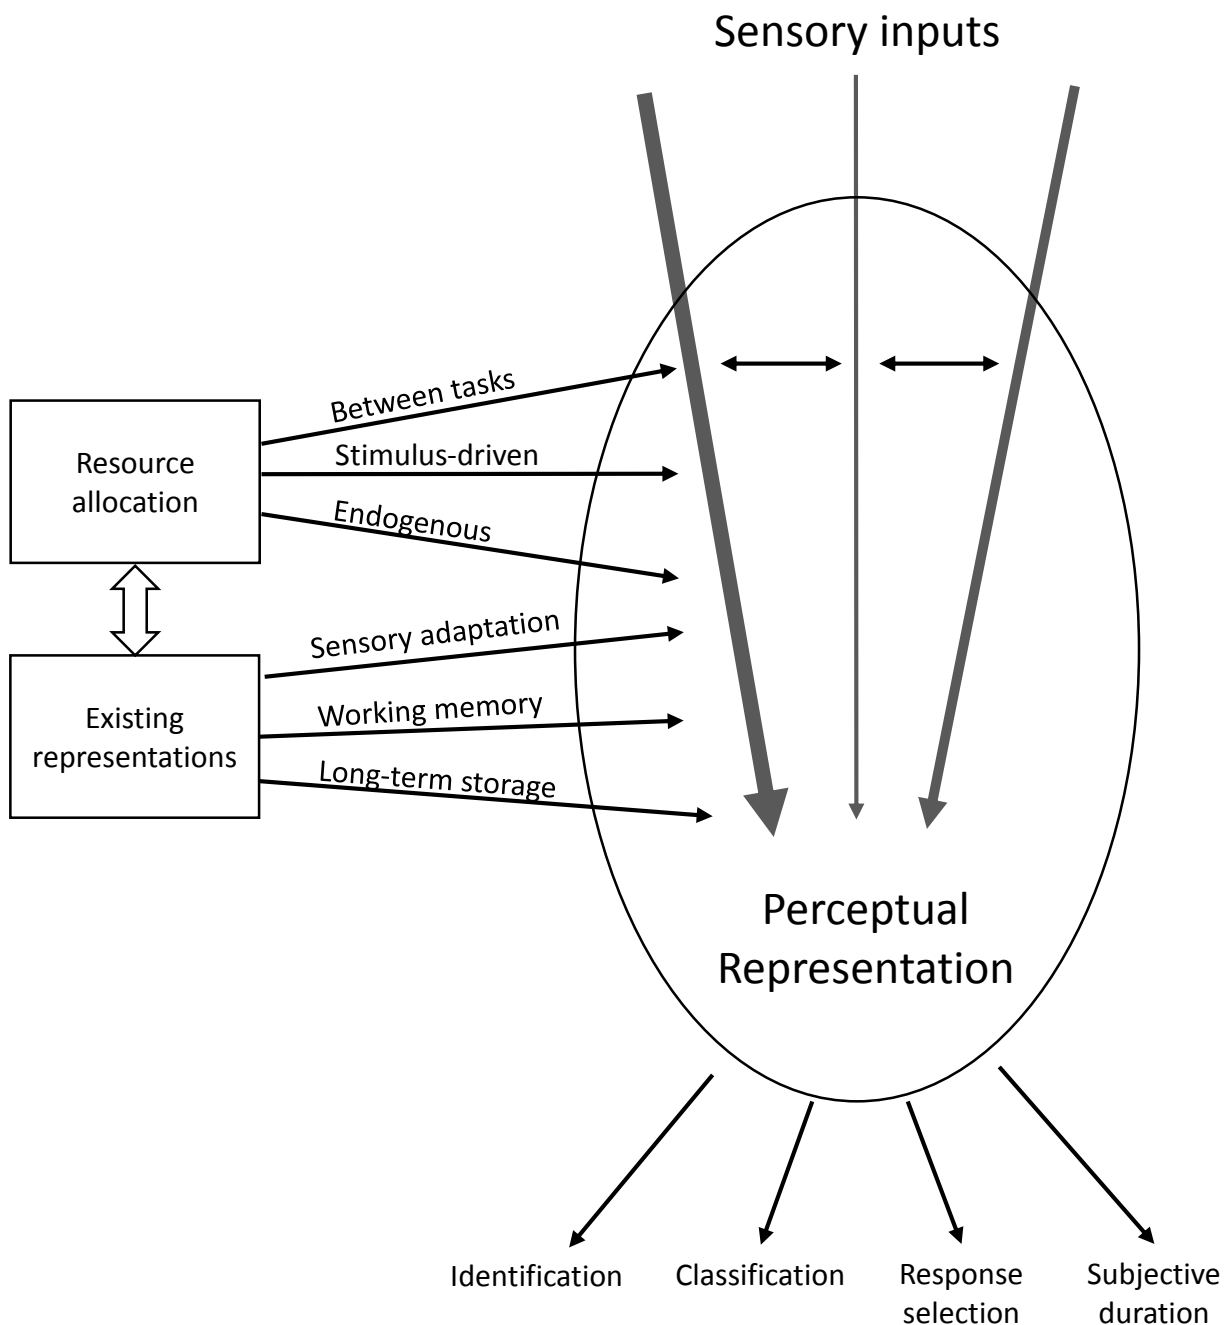 Sensory inputs
Between tasks
Stimulus-driven
Endogenous
Resource
allocation
Sensory adaptation
Working memory
Long-term storage
Existing
representations
Perceptual
Representation
Identification
Classification
Response
selection
Subjective
duration